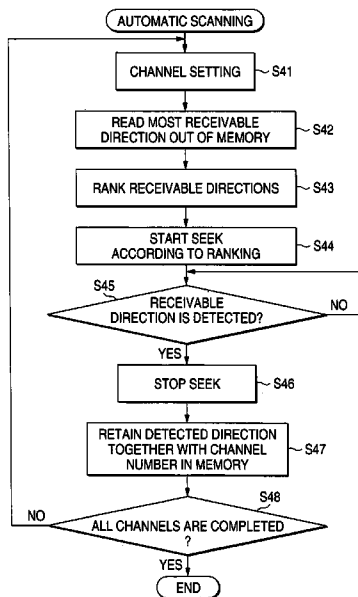 AUTOMATIC SCANNING
CHANNEL SETTING
S41
READ MOST RECEIVABLE
DIRECTION OUT OF MEMORY
S42
RANK RECEIVABLE DIRECTIONS
S43
START SEEK
ACCORDING TO RANKING
S44
S45
RECEIVABLE
DIRECTION IS DETECTED?
NO
YES
STOP SEEK
S46
RETAIN DETECTED DIRECTION
TOGETHER WITH CHANNEL
NUMBER IN MEMORY
S47
S48
NO
ALL CHANNELS ARE COMPLETED
?
YES
END